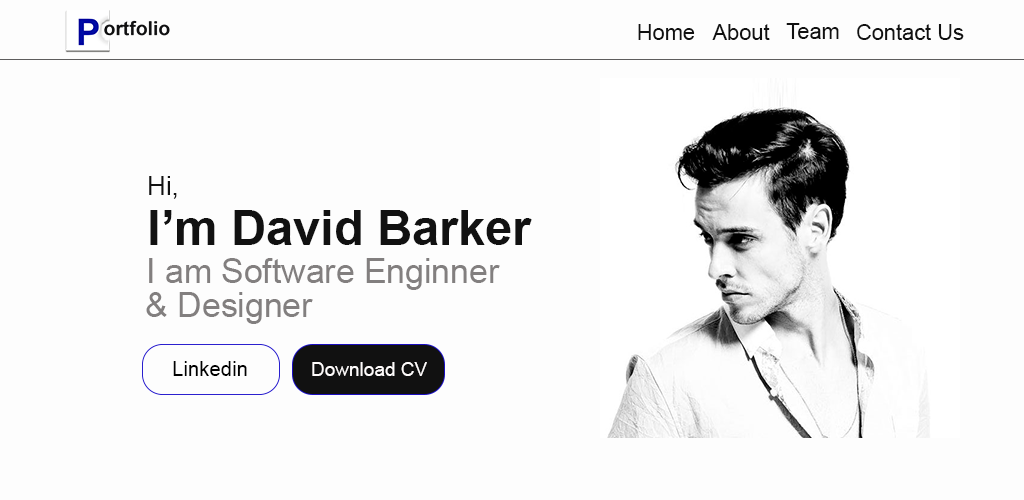 Portfolio
Home About Team Contact Us
Hi,
I’m David Barker
I am Software Enginner
& Designer
Linkedin Download CV